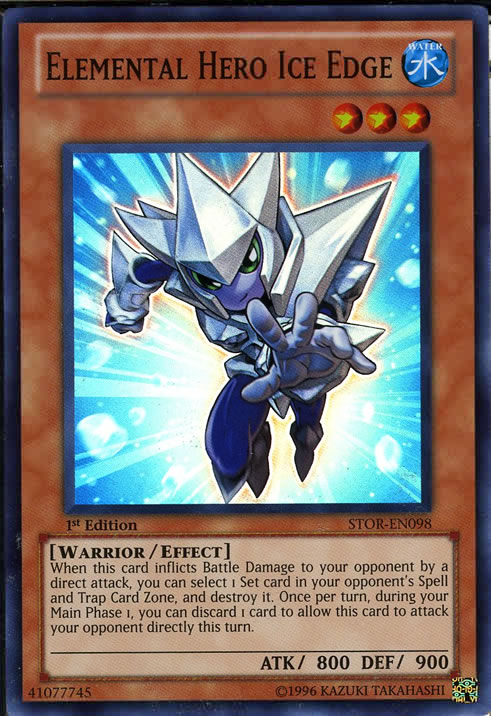 Elemental Hero Ice Edge
WATER
水
1st Edition
STOR-EN098
[Warrior / Effect]
When this card inflicts Battle Damage to your opponent by a
direct attack, you can select 1 Set card in your opponent's Spell
and Trap Card Zone, and destroy it. Once per turn, during your
Main Phase 1, you can discard 1 card to allow this card to attack
your opponent directly this turn.
ATK/ 800 DEF/ 900
41077745
©1996 KAZUKI TAKAHASHI